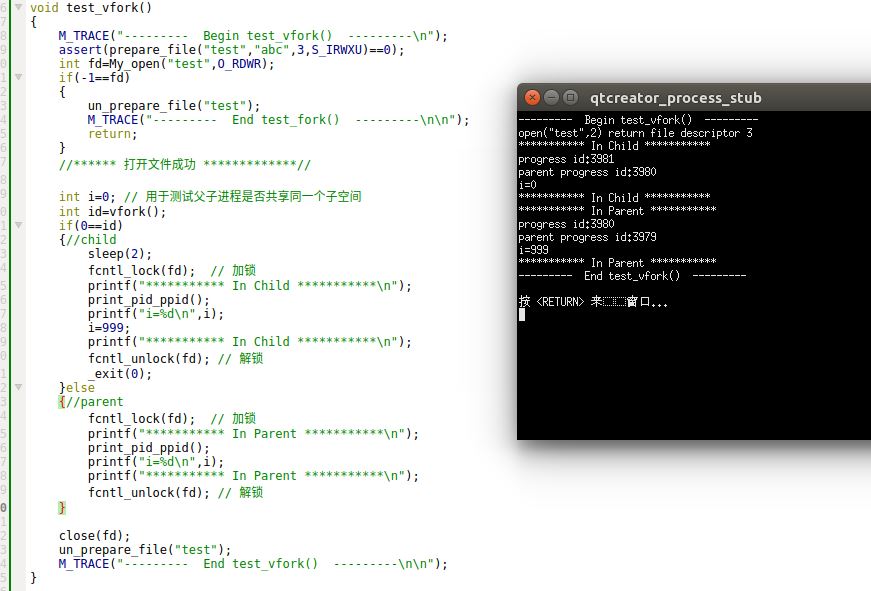 void test_vfork()
{
M_TRACE("---------  Begin test_vfork()  ---------\n");
assert(prepare_file("test","abc",3,S_IRWXU)==0);
int fd=My_open("test",O_RDWR);
if(-1==fd)
{
un_prepare_file("test");
M_TRACE("---------  End test_fork()  ---------\n\n");
return;
}
//****** 打开文件成功 *************//
int i=0; // 用于测试父子进程是否共享同一个子空间
int id=vfork();
if(0==id)
{//child
sleep(2);
fcntl_lock(fd);  // 加锁
printf("*********** In Child ***********\n");
print_pid_ppid();
printf("i=%d\n",i);
i=999;
printf("*********** In Child ***********\n");
fcntl_unlock(fd); // 解锁
_exit(0);
}else
{//parent
fcntl_lock(fd);  // 加锁
printf("*********** In Parent ***********\n");
print_pid_ppid();
printf("i=%d\n",i);
printf("*********** In Parent ***********\n");
fcntl_unlock(fd); // 解锁
}
close(fd);
un_prepare_file("test");
M_TRACE("---------  End test_vfork()  ---------\n\n");
}
qtcreator_process_stub
---------  Begin test_vfork()  ---------
open("test",2) return file descriptor 3
*********** In Child ***********
progress id:3981
parent progress id:3980
i=0
*********** In Child ***********
*********** In Parent ***********
progress id:3980
parent progress id:3979
i=999
*********** In Parent ***********
---------  End test_vfork()  ---------
按 <RETURN> 来窗口...